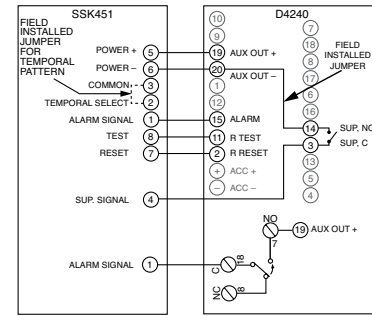 SSK451
FIELD
INSTALLED
JUMPER
FOR
TEMPORAL
PATTERN
POWER + 5
POWER – 6
COMMON 3
TEMPORAL SELECT 2
ALARM SIGNAL 1
TEST 8
RESET 7
SUP. SIGNAL 4
ALARM SIGNAL 1
D4240
10
9
19 AUX OUT +
20
AUX OUT –
1
12
15 ALARM
11 R TEST
2 R RESET
+ ACC +
– ACC –
7
18
8
17
6
16
14 SUP, NC
3 SUP, C
13
5
4
FIELD
INSTALLED
JUMPER
NO
7
19 AUX OUT +
C
18
NC
8